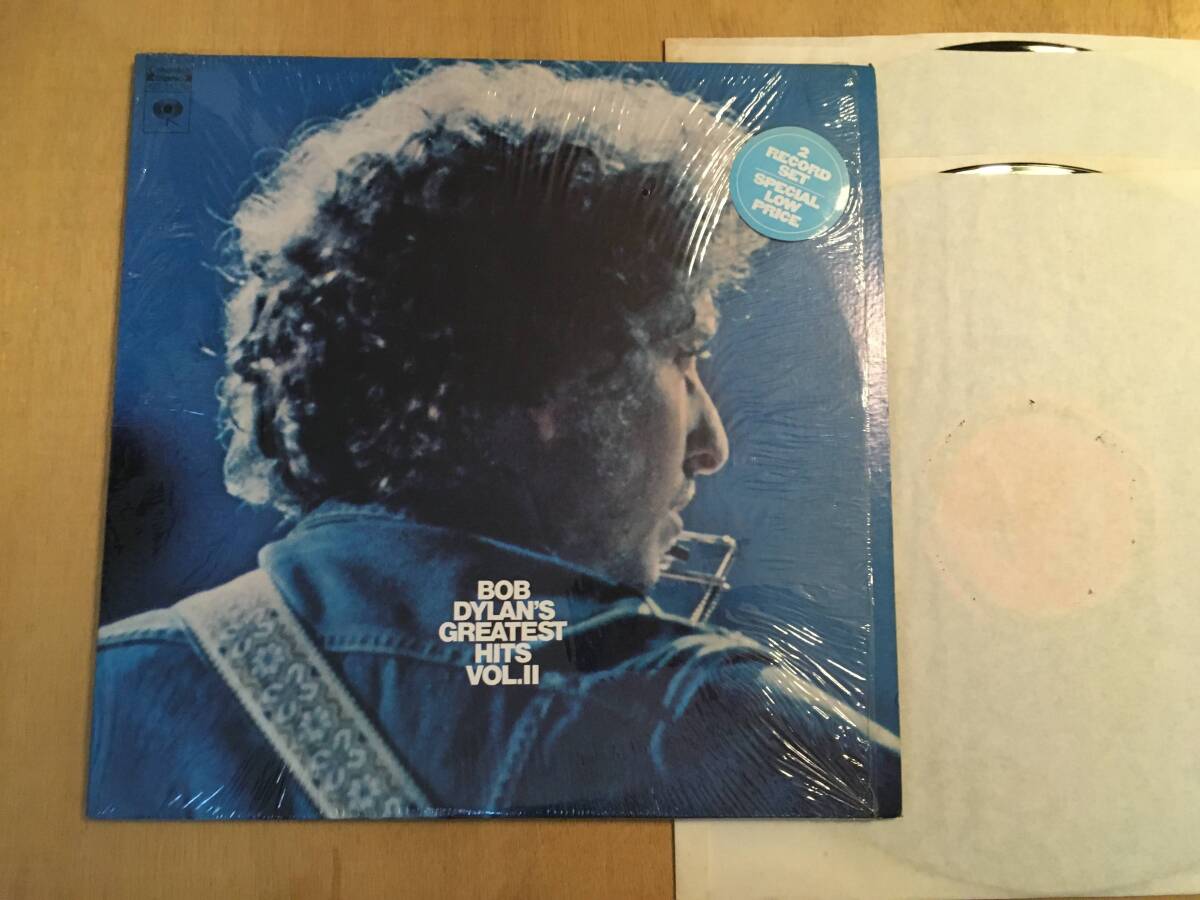 2
RECORD
SET
SPECIAL
LOW
PRICE
BOB
DYLAN'S
GREATEST
HITS
VOL.II